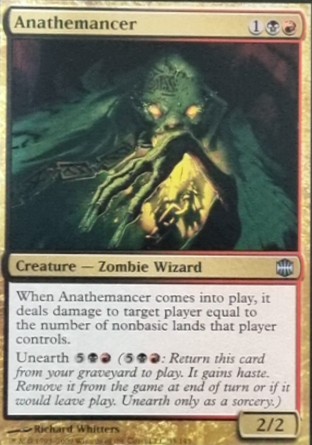 Anathemancer 1
Creature — Zombie Wizard
When Anathemancer comes into play, it
deals damage to target player equal to
the number of nonbasic lands that player
controls.
Unearth 5 (5: Return this card
from your graveyard to play. It gains haste.
Remove it from the game at end of turn or if it
would leave play. Unearth only as a sorcery.)
Richard Whitters
2/2